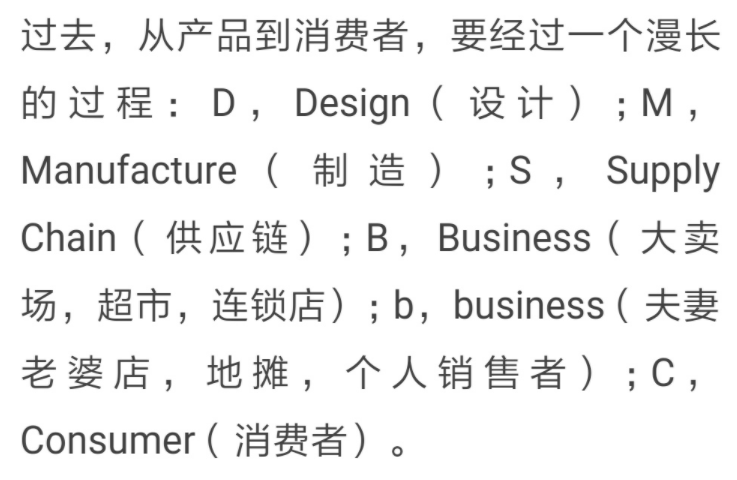 过去，从产品到消费者，要经过一个漫长
的过程：D，Design（设计）；M，
Manufacture（制造）；S，Supply
Chain（供应链）；B，Business（大卖
场，超市，连锁店）；b，business（夫妻
老婆店，地摊，个人销售者）；C，
Consumer（消费者）。